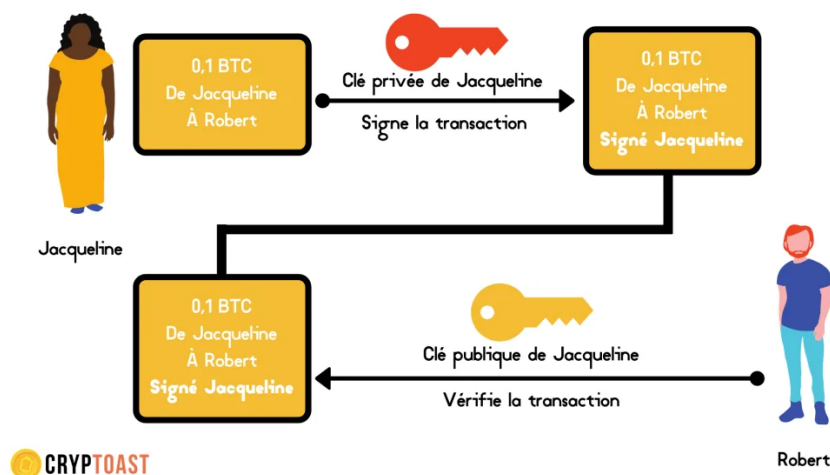 0,1 BTC
De Jacqueline
À Robert
Clé privée de Jacqueline
Signe la transaction
0,1 BTC
De Jacqueline
À Robert
Signé Jacqueline
Jacqueline
0,1 BTC
De Jacqueline
À Robert
Signé Jacqueline
Clé publique de Jacqueline
Vérifie la transaction
Robert
CRYPTOAST